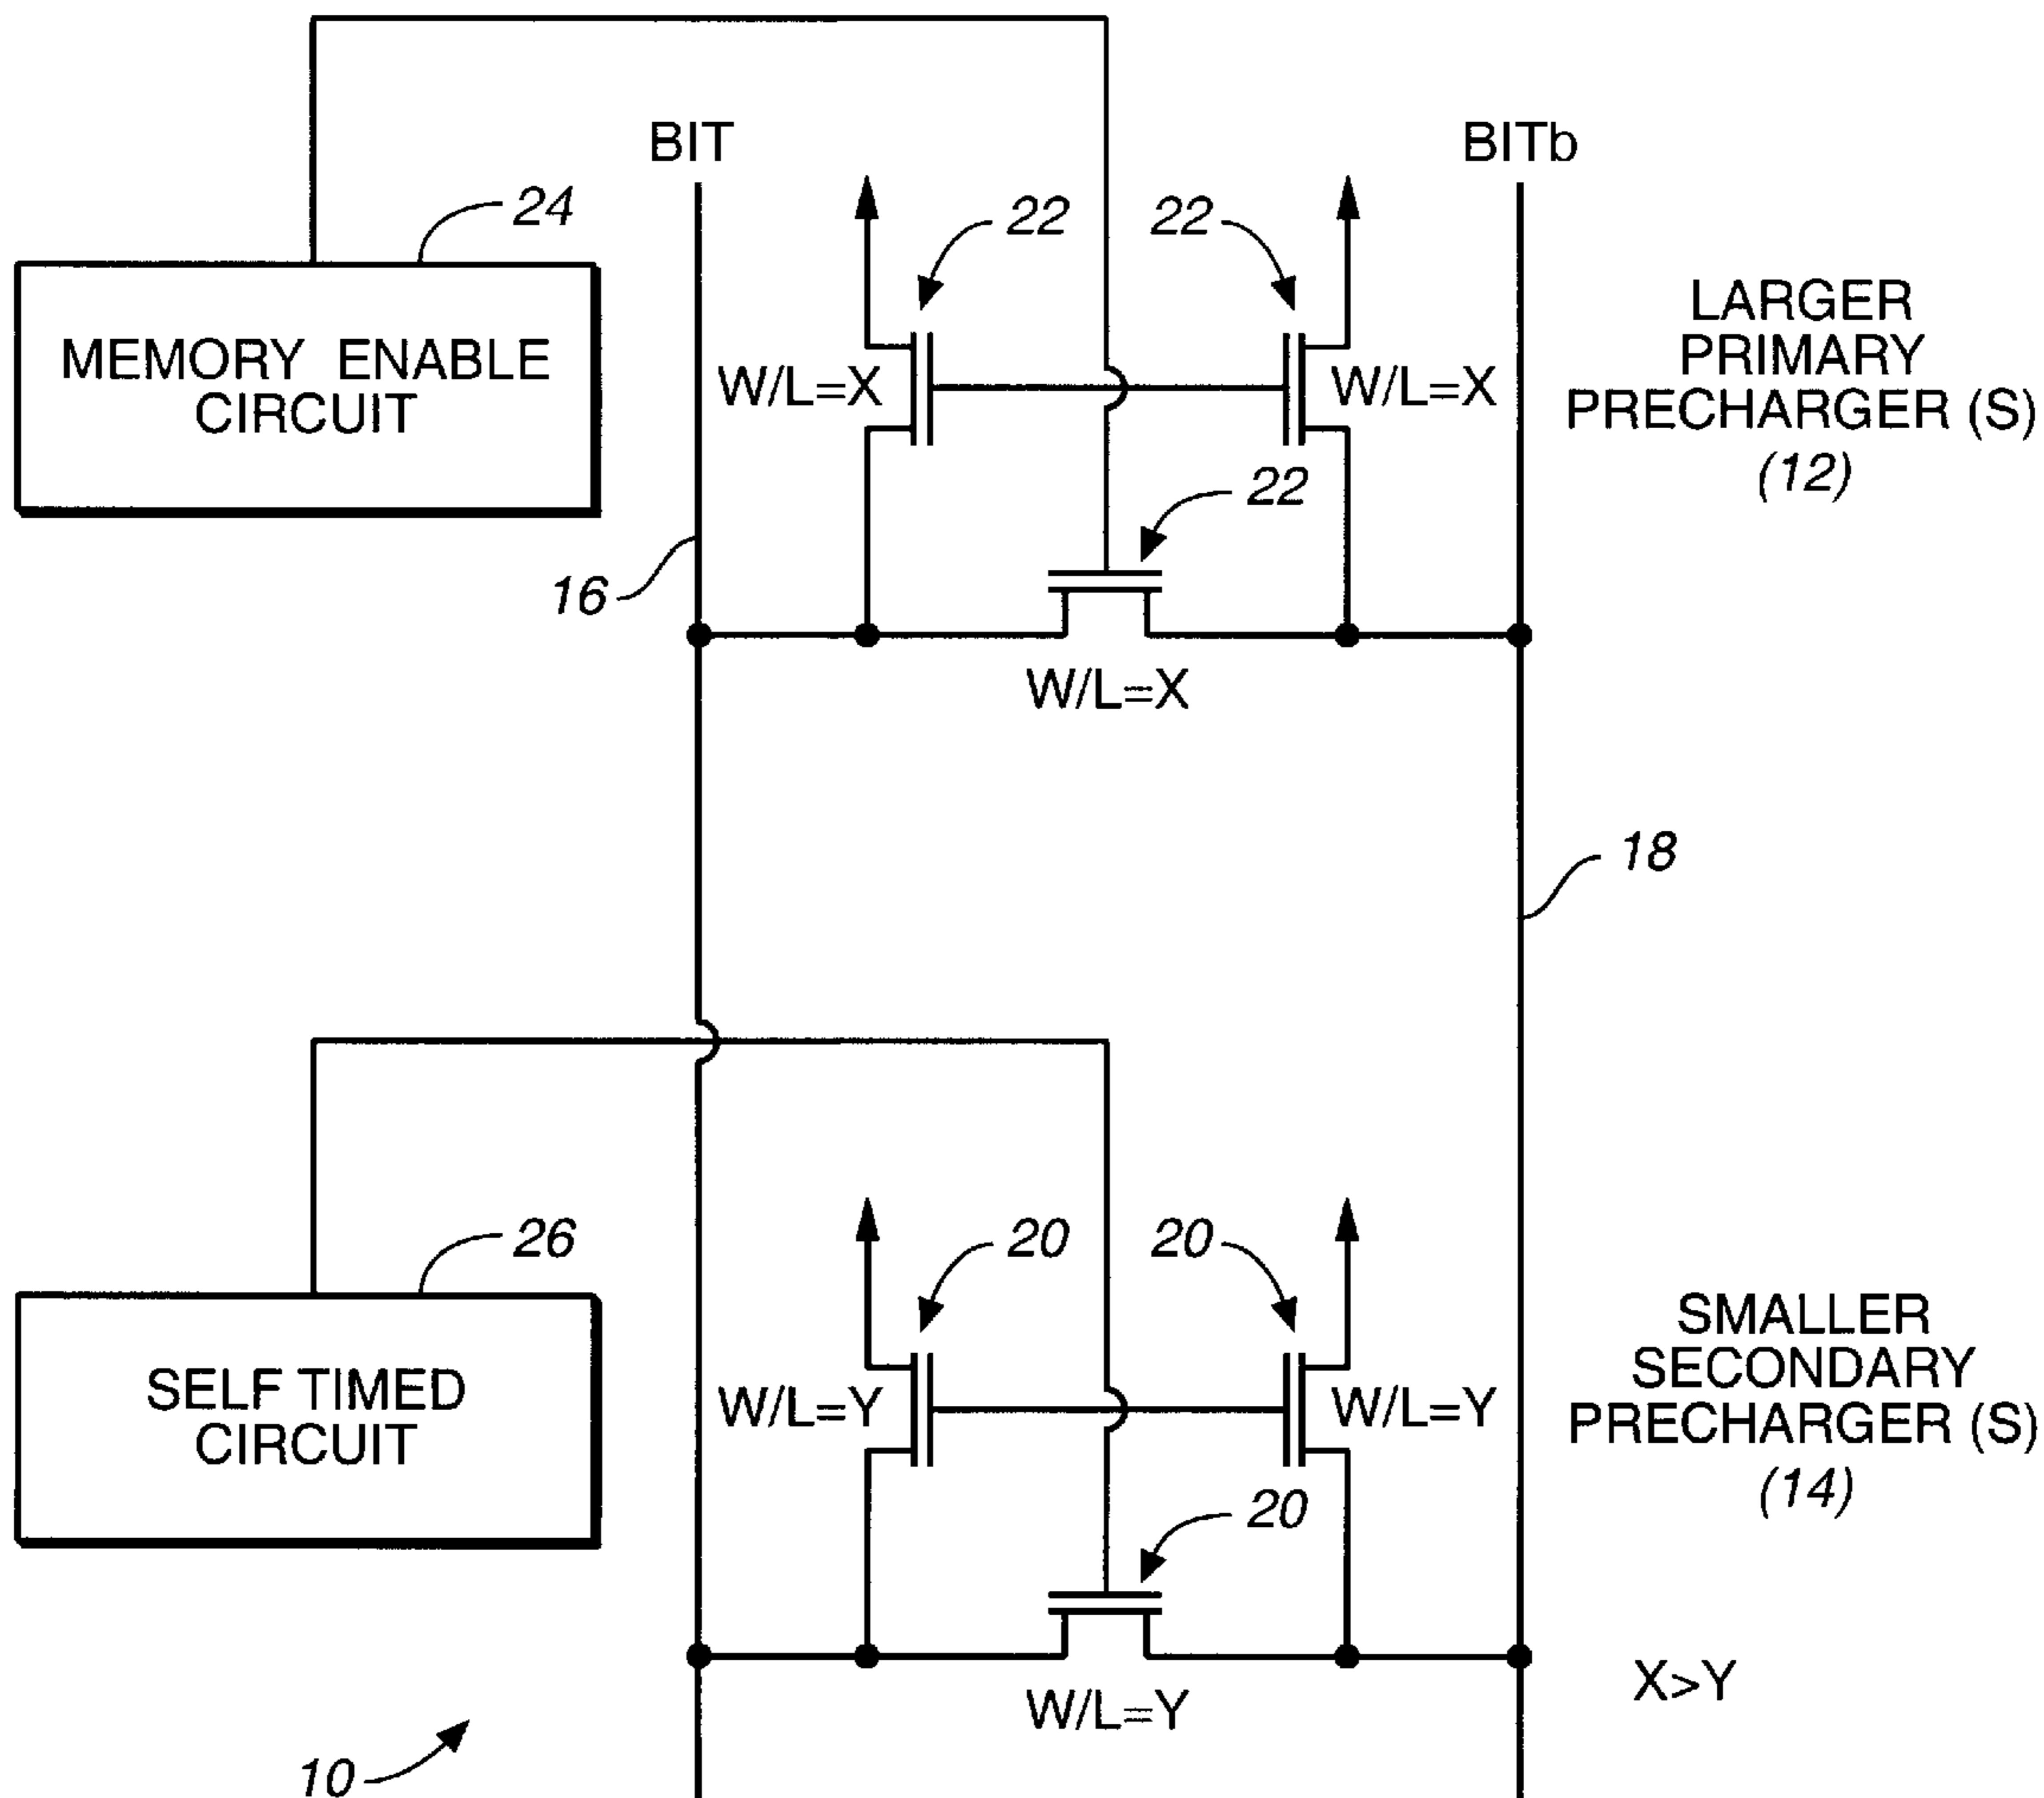 BIT
BITb
24
22
22
MEMORY ENABLE
CIRCUIT
W/L=X
W/L=X
LARGER
PRIMARY
PRECHARGER (S)
(12)
22
16
W/L=X
18
26
20
20
SELF TIMED
CIRCUIT
W/L=Y
W/L=Y
SMALLER
SECONDARY
PRECHARGER (S)
(14)
20
W/L=Y
X>Y
10